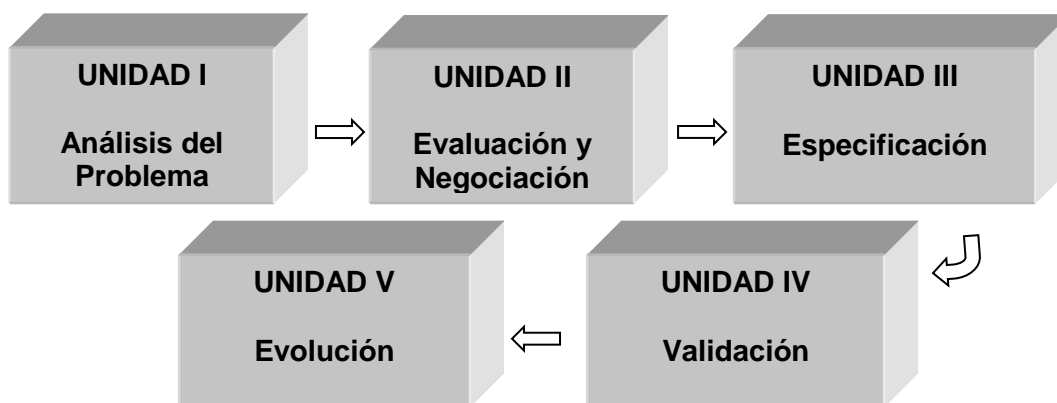 UNIDAD I
Análisis del
Problema
UNIDAD II
Evaluación y
Negociación
UNIDAD III
Especificación
UNIDAD IV
Validación
UNIDAD V
Evolución